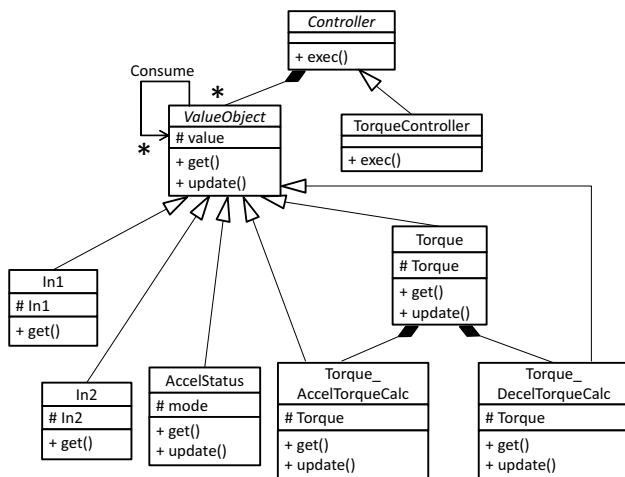 Controller
+ exec()
Consume
*
*
ValueObject
# value
+ get()
+ update()
TorqueController
+ exec()
Torque
# Torque
+ get()
+ update()
In1
# In1
+ get()
In2
# In2
+ get()
AccelStatus
# mode
+ get()
+ update()
Torque_
AccelTorqueCalc
# Torque
+ get()
+ update()
Torque_
DecelTorqueCalc
# Torque
+ get()
+ update()